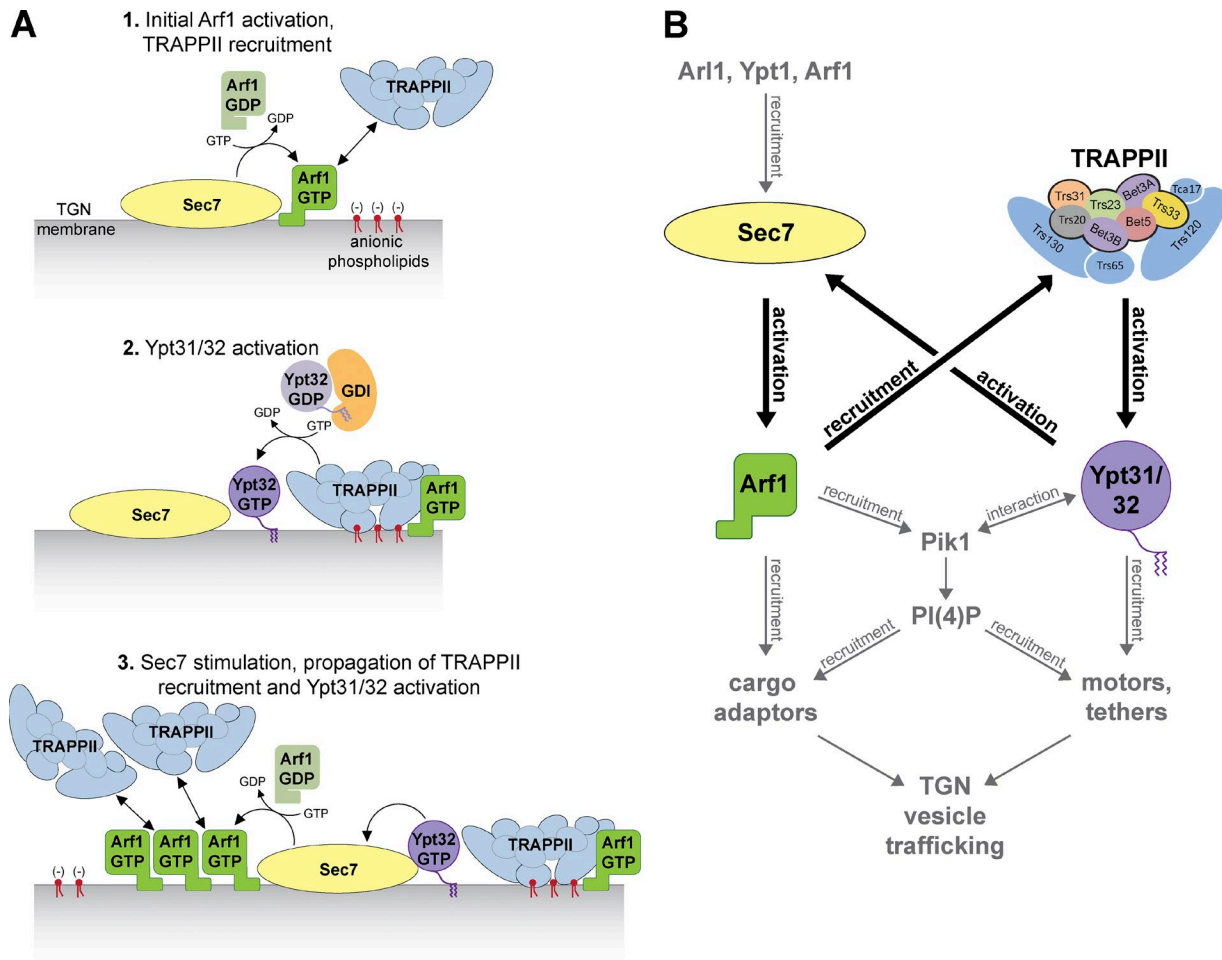 A
1. Initial Arf1 activation,
TRAPPII recruitment
Arf1
GDP
TRAPPII
GDP
GTP
Arf1
GTP
Sec7
TGN
membrane
(-) (-) (-)
anionic
phospholipids
2. Ypt31/32 activation
Ypt32
GDP
GDI
GDP
GTP
Ypt32
GTP
TRAPPII
Arf1
GTP
Sec7
3. Sec7 stimulation, propagation of TRAPPII
recruitment and Ypt31/32 activation
TRAPPII
TRAPPII
Arf1
GDP
GDP
GTP
Arf1
GTP
Arf1
GTP
Arf1
GTP
Sec7
Ypt32
GTP
TRAPPII
Arf1
GTP
(-) (-)
B
Arl1, Ypt1, Arf1
recruitment
TRAPPII
Trs31
Trs23
Bet3A
Tca17
Trs20
Bet3B
Bet5
Trs33
Trs130
Trs65
Trs120
Sec7
activation
recruitment
activation
activation
Arf1
Ypt31/
32
recruitment
interaction
Pik1
recruitment
PI(4)P
recruitment
recruitment
recruitment
cargo
adaptors
motors,
tethers
TGN
vesicle
trafficking